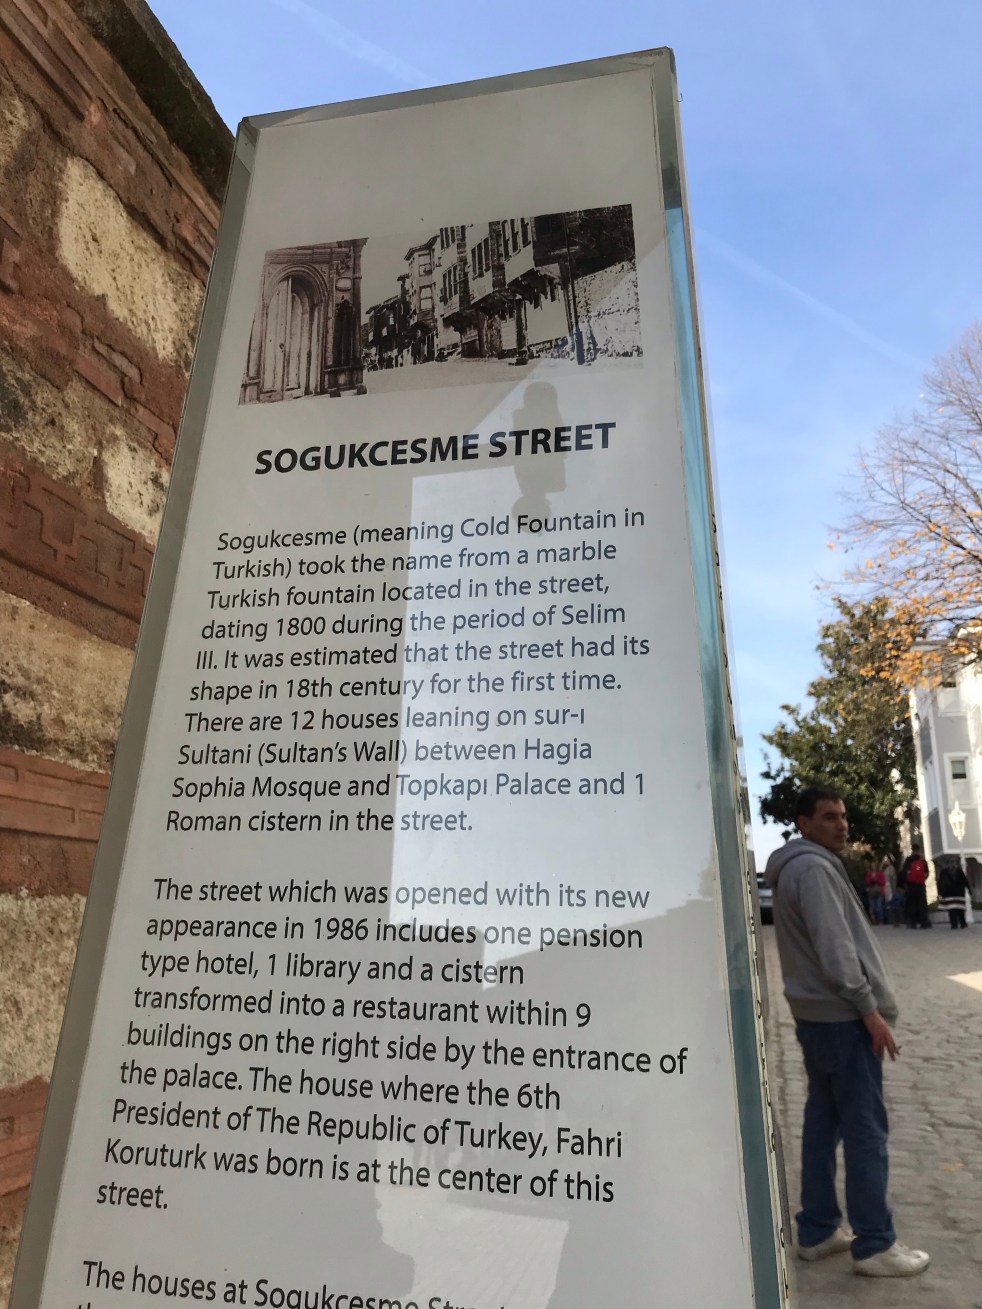 SOGUKCESME STREET
Sogukcesme (meaning Cold Fountain in
Turkish) took the name from a marble
Turkish fountain located in the street,
dating 1800 during the period of Selim
III. It was estimated that the street had its
shape in 18th century for the first time.
There are 12 houses leaning on sur-ı
Sultani (Sultan's Wall) between Hagia
Sophia Mosque and Topkapı Palace and 1
Roman cistern in the street.
The street which was opened with its new
appearance in 1986 includes one pension
type hotel, 1 library and a cistern
transformed into a restaurant within 9
buildings on the right side by the entrance of
the palace. The house where the 6th
President of The Republic of Turkey, Fahri
Koruturk was born is at the center of this
street.
The houses at Sogukcesme